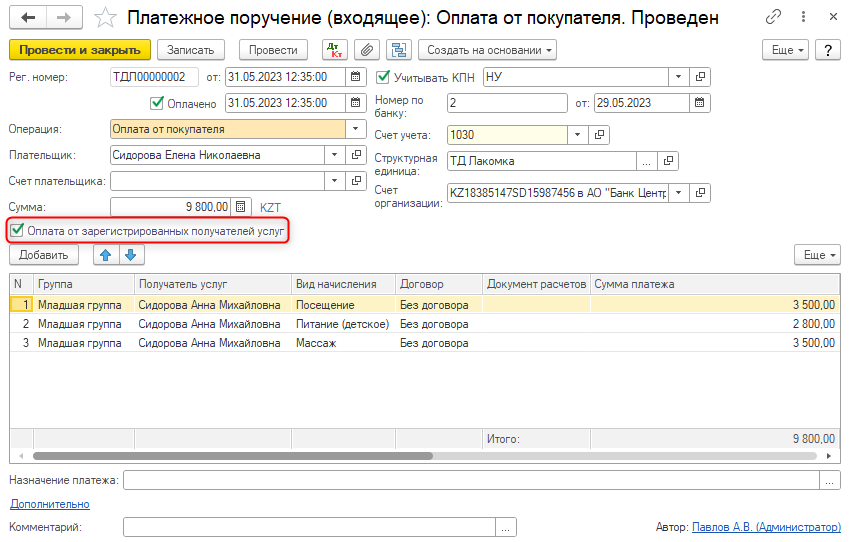 Платежное поручение (входящее): Оплата от покупателя. Проведен
Провести и закрыть Записать Провести Дт Кт Создать на основании Еще ?
Рег. номер: ТДЛ00000002 от: 31.05.2023 12:35:00 Учитывать КПН НУ
Оплачено 31.05.2023 12:35:00 Номер по банку: 2 от: 29.05.2023
Операция: Оплата от покупателя Счет учета: 1030
Плательщик: Сидорова Елена Николаевна Структурная единица: ТД Лакомка ...
Счет плательщика: Счет организации: KZ18385147SD15987456 в АО "Банк Центр
Сумма: 9 800,00 KZT
Оплата от зарегистрированных получателей услуг
Добавить Еще
N Группа Получатель услуг Вид начисления Договор Документ расчетов Сумма платежа
1 Младшая группа Сидорова Анна Михайловна Посещение Без договора 3 500,00
2 Младшая группа Сидорова Анна Михайловна Питание (детское) Без договора 2 800,00
3 Младшая группа Сидорова Анна Михайловна Массаж Без договора 3 500,00
Итого: 9 800,00
Назначение платежа: ...
Дополнительно
Комментарий: ... Автор: Павлов А.В. (Администратор)